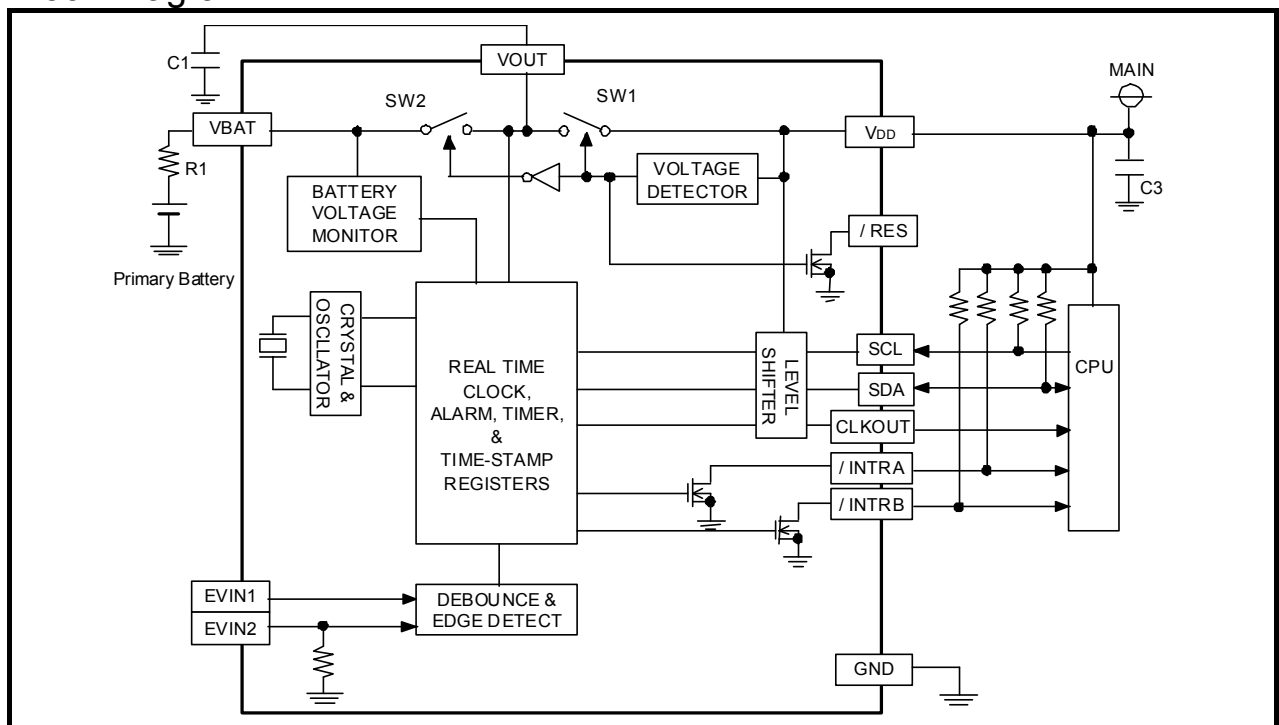 C1
VOUT
MAIN
SW2
SW1
VBAT
VDD
R1
VOLTAGE
DETECTOR
C3
BATTERY
VOLTAGE
MONITOR
/ RES
Primary Battery
CRYSTAL &
OSCLLATOR
REAL TIME
CLOCK,
ALARM, TIMER,
&
TIME-STAMP
REGISTERS
LEVEL
SHIFTER
SCL
SDA
CLKOUT
/ INTRA
/ INTRB
CPU
EVIN1
EVIN2
DEBOUNCE &
EDGE DETECT
GND